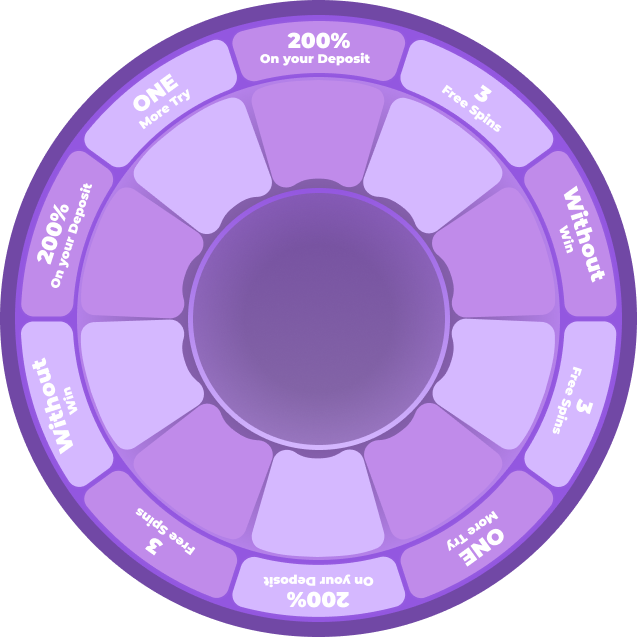 200%
On your Deposit
3
Free Spins
Without
Win
3
Free Spins
ONE
More Try
200%
On your Deposit
3
Free Spins
Without
Win
200%
On your Deposit
ONE
More Try